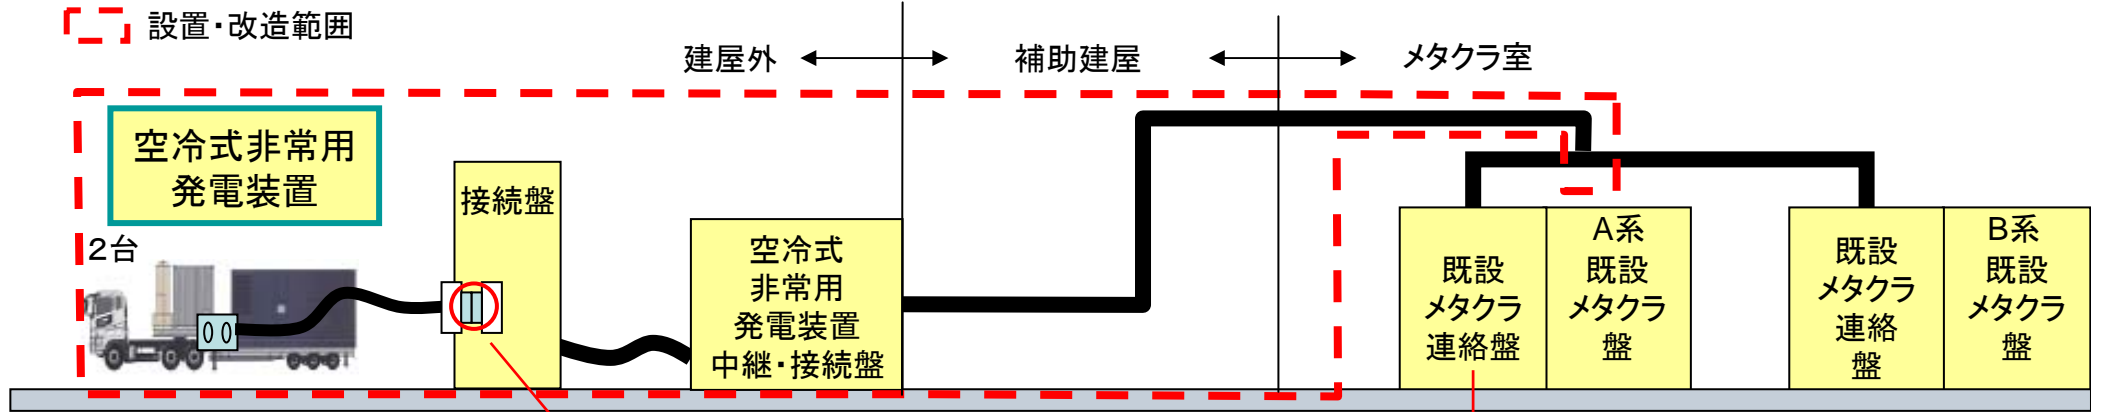 設置・改造範囲
建屋外
補助建屋
メタクラ室
空冷式非常用
発電装置
2台
接続盤
空冷式
非常用
発電装置
中継・接続盤
既設
メタクラ
連絡盤
A系
既設
メタクラ
盤
既設
メタクラ
連絡
盤
B系
既設
メタクラ
盤